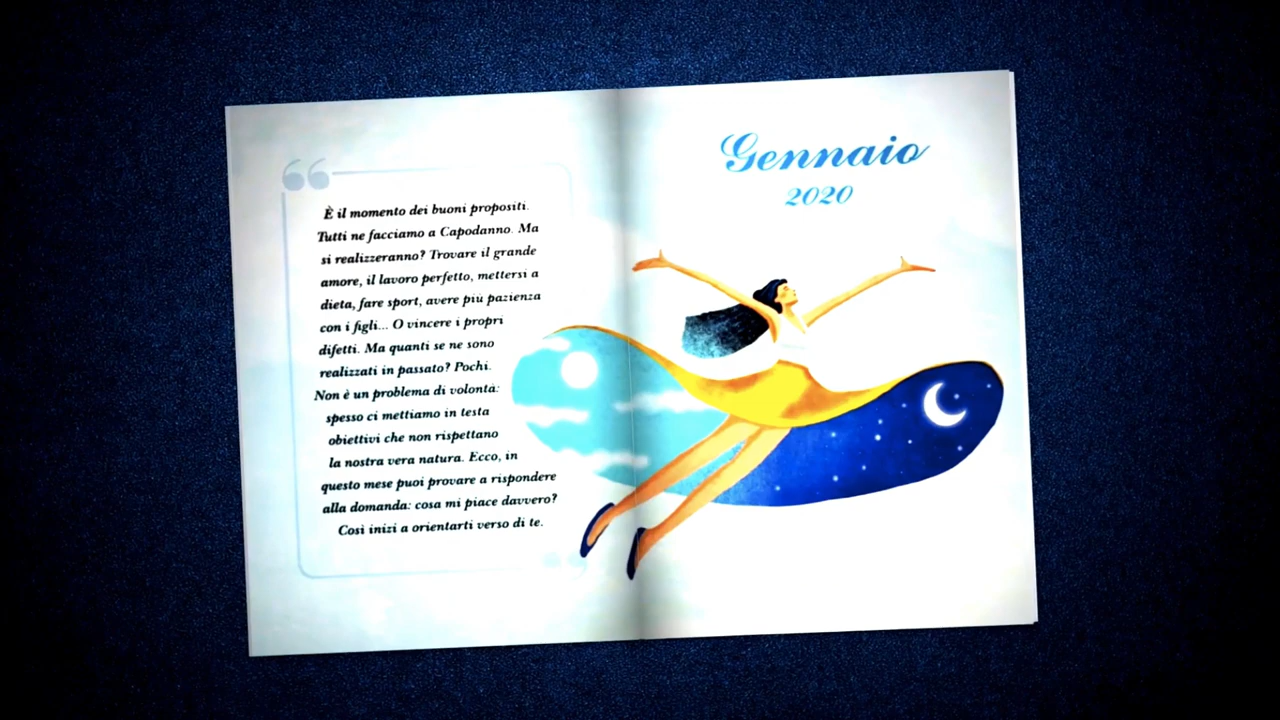 È il momento dei buoni propositi.
Tutti ne facciamo a Capodanno. Ma
si realizzeranno? Trovare il grande
amore, il lavoro perfetto, mettersi a
dieta, fare sport, avere più pazienza
con i figli... O vincere i propri
difetti. Ma quanti se ne sono
realizzati in passato? Pochi.
Non è un problema di volontà:
spesso ci mettiamo in testa
obiettivi che non rispettano
la nostra vera natura. Ecco, in
questo mese puoi provare a rispondere
alla domanda: cosa mi piace davvero?
Così inizi a orientarti verso di te.
Gennaio
2020